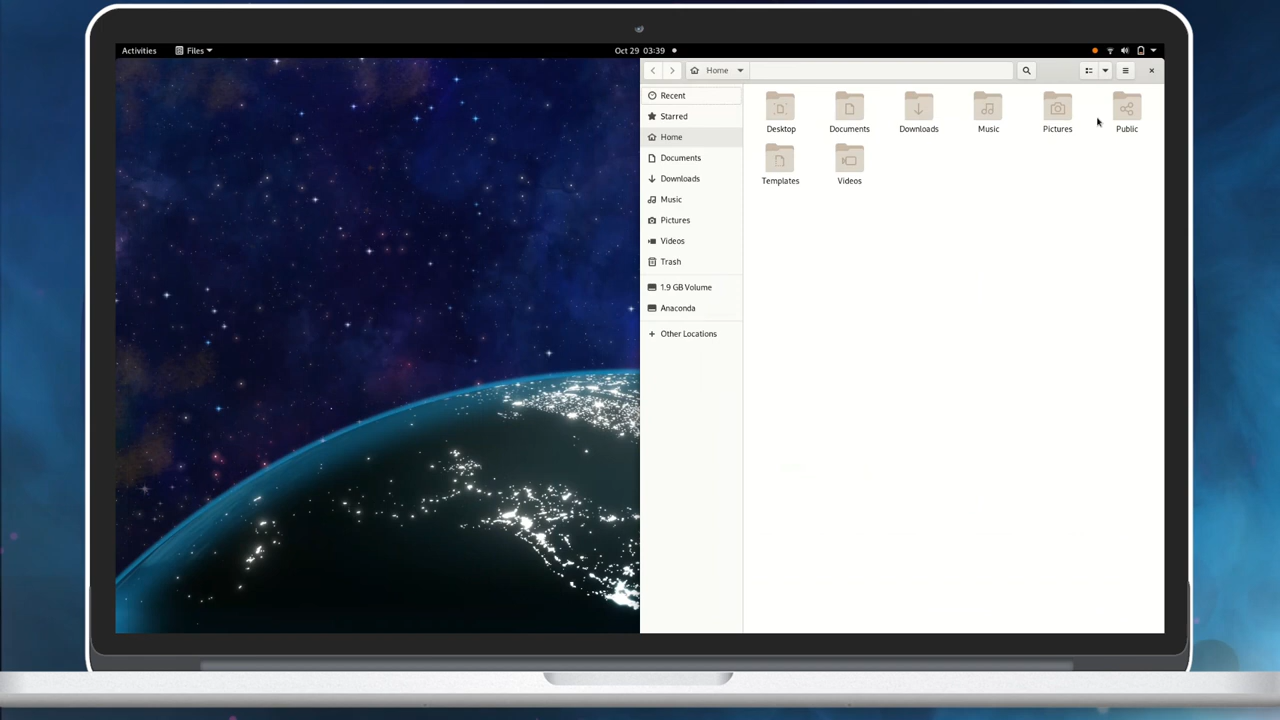 Activities Files Oct 29 03:39
Home
Recent
Starred
Home
Documents
Downloads
Music
Pictures
Videos
Trash
1.9 GB Volume
Anaconda
Other Locations
Desktop Documents Downloads Music Pictures Public
Templates Videos